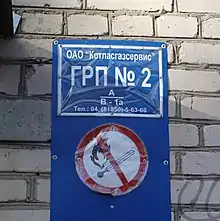 ОАО "Котласгазсервис"
ГРП № 2
А
В - 1а
Тел : 04, (81850)-5-63-66